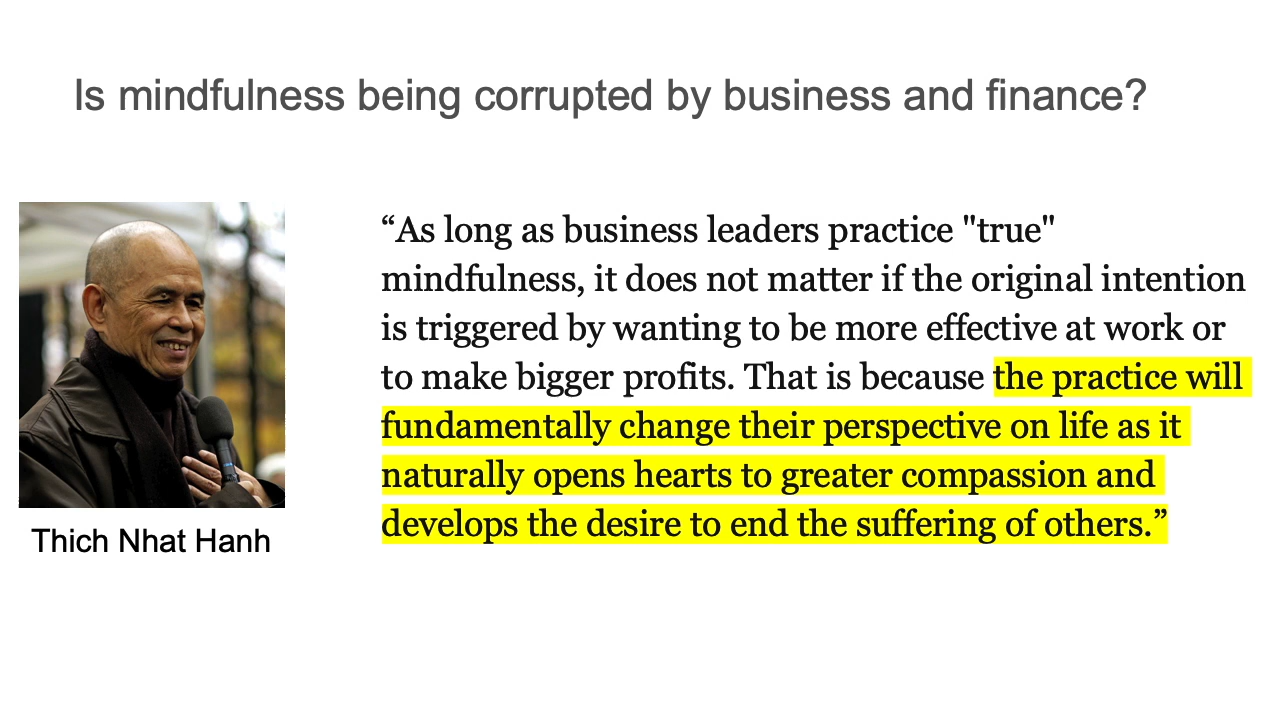 Is mindfulness being corrupted by business and finance?
“As long as business leaders practice "true"
mindfulness, it does not matter if the original intention
is triggered by wanting to be more effective at work or
to make bigger profits. That is because the practice will
fundamentally change their perspective on life as it
naturally opens hearts to greater compassion and
develops the desire to end the suffering of others.”
Thich Nhat Hanh